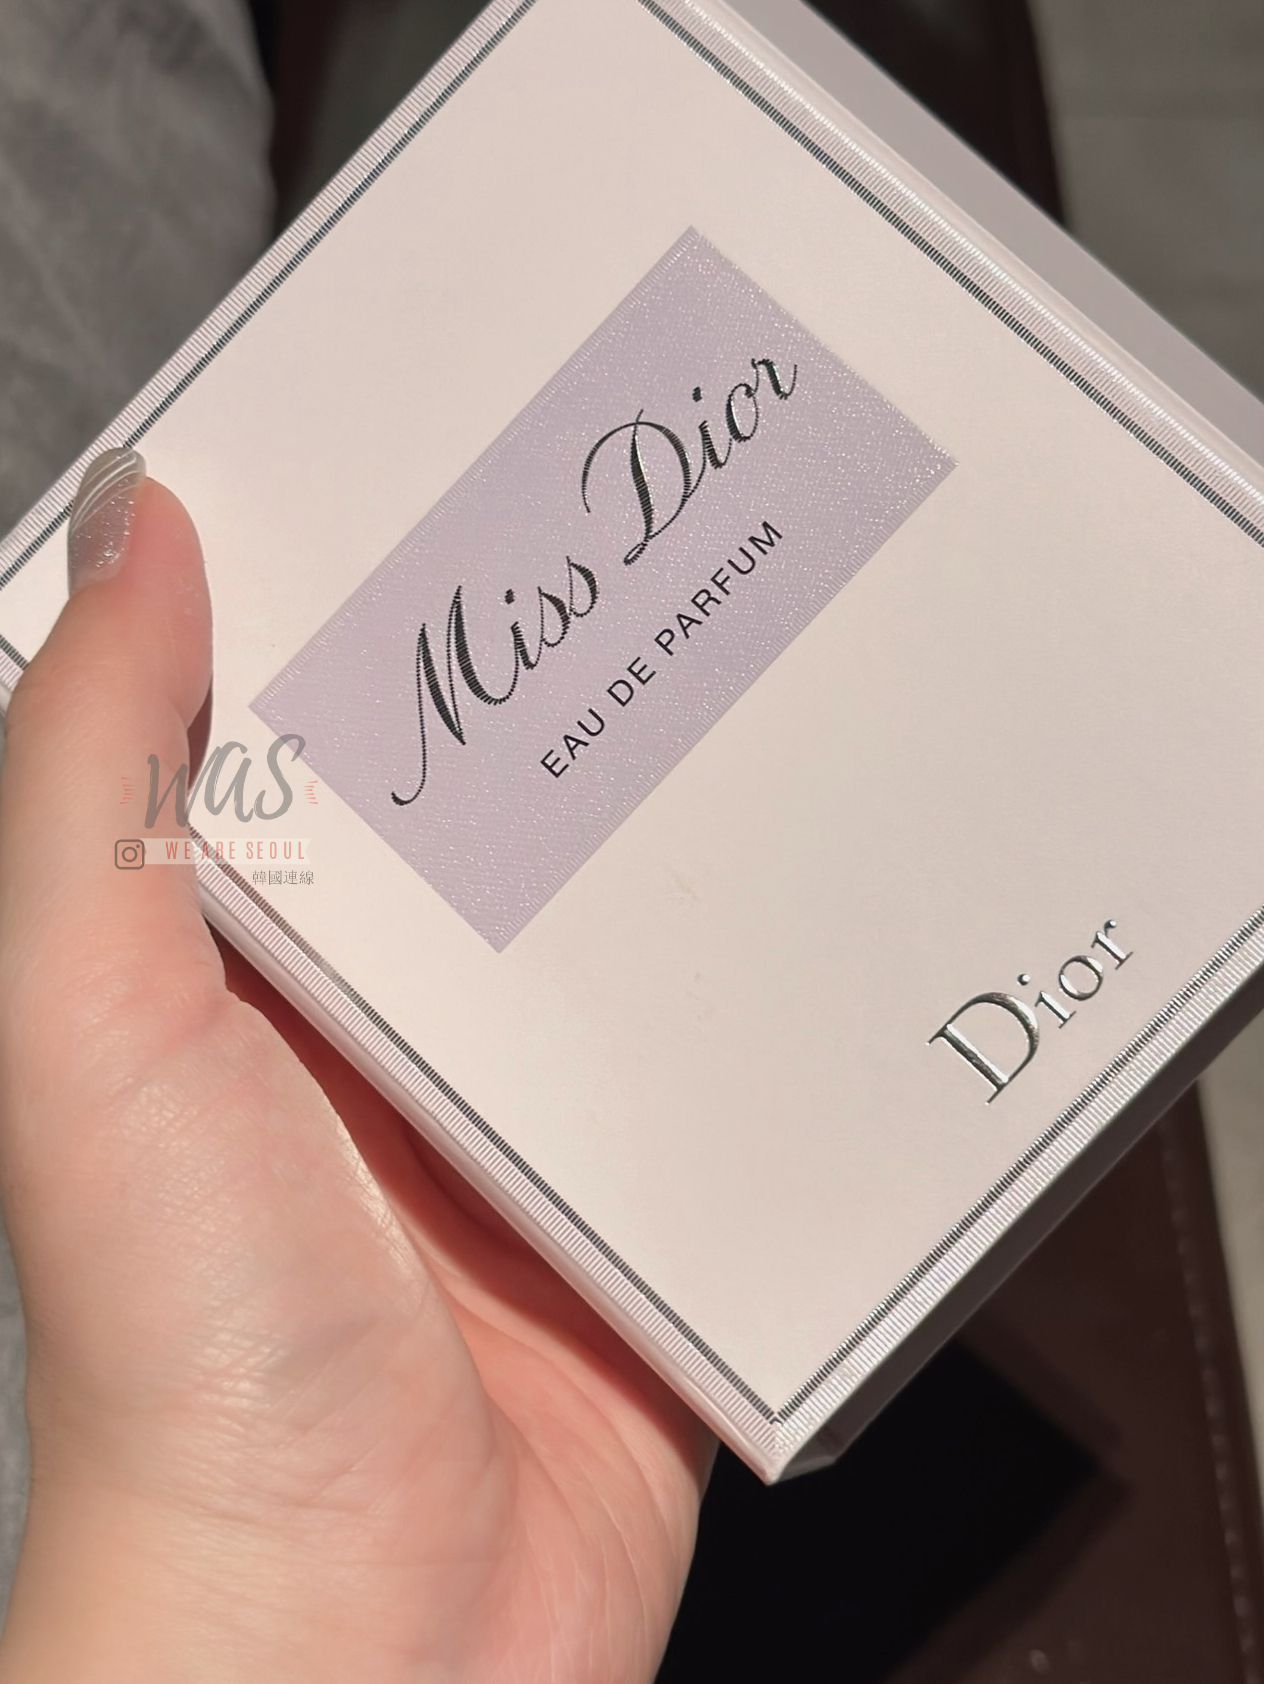 Miss Dior
EAU DE PARFUM
Dior
was
WE ARE SEOUL
韓國連線